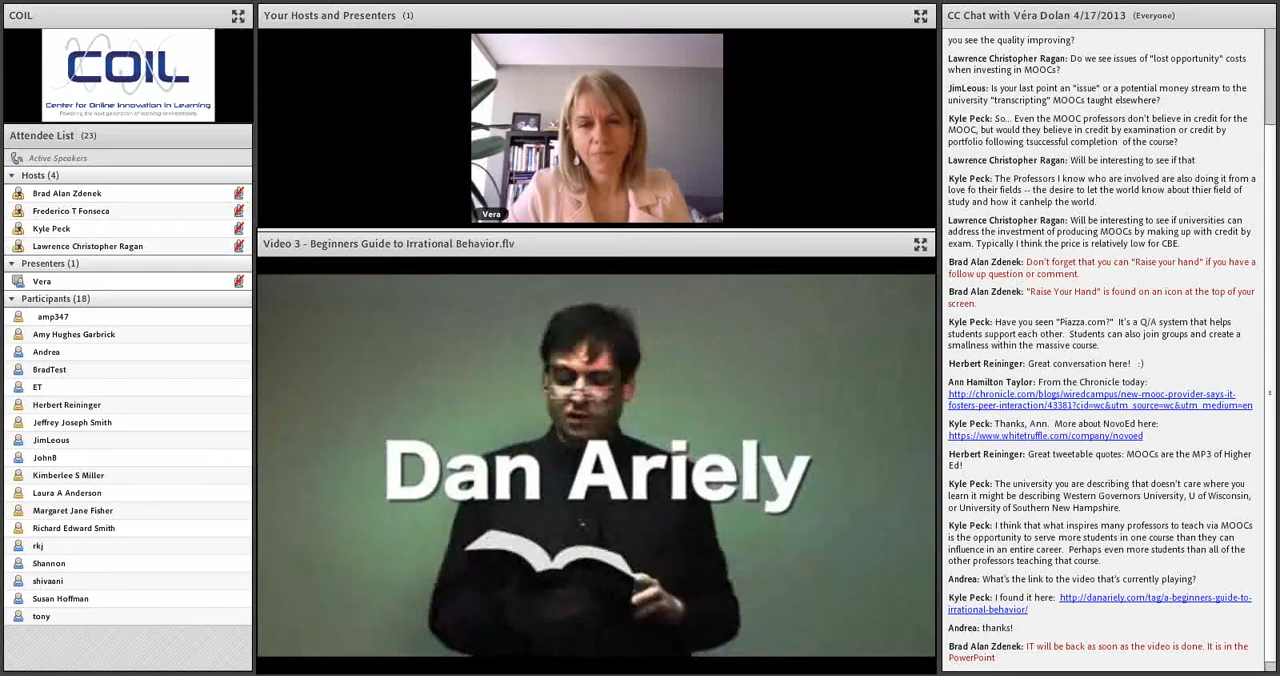 COIL
COIL
Center for Online Innovation in Learning
Powering the next generation of learning environments.
Attendee List (23)
Active Speakers
Hosts (4)
Brad Alan Zdenek
Frederico T Fonseca
Kyle Peck
Lawrence Christopher Ragan
Presenters (1)
Vera
Participants (18)
amp347
Amy Hughes Garbrick
Andrea
BradTest
ET
Herbert Reininger
Jeffrey Joseph Smith
JimLeous
JohnB
Kimberlee S Miller
Laura A Anderson
Margaret Jane Fisher
Richard Edward Smith
rkj
Shannon
shivaani
Susan Hoffman
tony
Your Hosts and Presenters (1)
Vera
Video 3 - Beginners Guide to Irrational Behavior.flv
Dan Ariely
CC Chat with Véra Dolan 4/17/2013 (Everyone)
you see the quality improving?
Lawrence Christopher Ragan: Do we see issues of "lost opportunity" costs
when investing in MOOCs?
JimLeous: Is your last point an "issue" or a potential money stream to the
university "transcripting" MOOCs taught elsewhere?
Kyle Peck: So... Even the MOOC professors don't believe in credit for the
MOOC, but would they believe in credit by examination or credit by
portfolio following tsuccessful completion of the course?
Lawrence Christopher Ragan: Will be interesting to see if that
Kyle Peck: The Professors I know who are involved are also doing it from a
love fo their fields -- the desire to let the world know about thier field of
study and how it canhelp the world.
Lawrence Christopher Ragan: Will be interesting to see if universities can
address the investment of producing MOOCs by making up with credit by
exam. Typically I think the price is relatively low for CBE.
Brad Alan Zdenek: Don't forget that you can "Raise your hand" if you have a
follow up question or comment.
Brad Alan Zdenek: "Raise Your Hand" is found on an icon at the top of your
screen.
Kyle Peck: Have you seen "Piazza.com?" It's a Q/A system that helps
students support each other. Students can also join groups and create a
smallness within the massive course.
Herbert Reininger: Great conversation here! :)
Ann Hamilton Taylor: From the Chronicle today:
http://chronicle.com/blogs/wiredcampus/new-mooc-provider-says-it-
fosters-peer-interaction/43381?cid=wc&utm_source=wc&utm_medium=en
Kyle Peck: Thanks, Ann. More about NovoEd here:
https://www.whitetruffle.com/company/novoed
Herbert Reininger: Great tweetable quotes: MOOCs are the MP3 of Higher
Ed!
Kyle Peck: The university you are describing that doesn't care where you
learn it might be describing Western Governors University, U of Wisconsin,
or University of Southern New Hampshire.
Kyle Peck: I think that what inspires many professors to teach via MOOCs
is the opportunity to serve more students in one course than they can
influence in an entire career. Perhaps even more students than all of the
other professors teaching that course.
Andrea: What's the link to the video that's currently playing?
Kyle Peck: I found it here: http://danariely.com/tag/a-beginners-guide-to-
irrational-behavior/
Andrea: thanks!
Brad Alan Zdenek: IT will be back as soon as the video is done. It is in the
PowerPoint